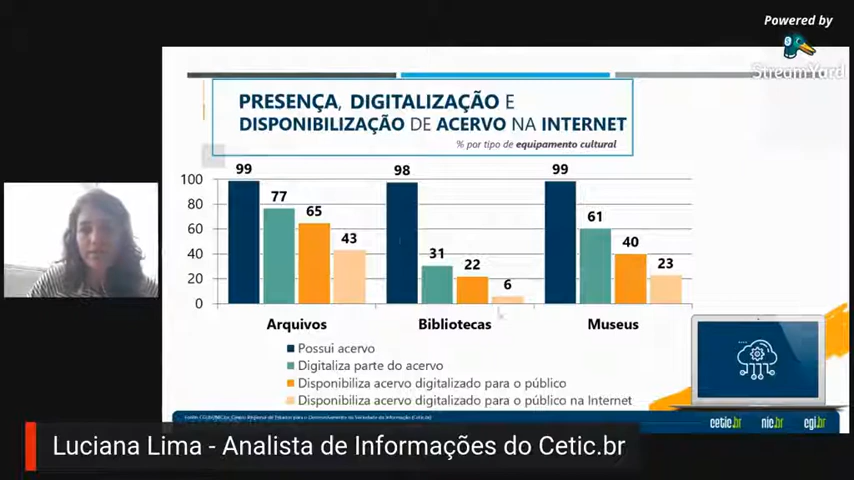 Powered by
StreamYard
PRESENÇA, DIGITALIZAÇÃO E
DISPONIBILIZAÇÃO DE ACERVO NA INTERNET
% por tipo de equipamento cultural
99
77
65
43
98
31
22
6
99
61
40
23
100
80
60
40
20
0
Arquivos
Bibliotecas
Museus
Possui acervo
Digitaliza parte do acervo
Disponibiliza acervo digitalizado para o público
Disponibiliza acervo digitalizado para o público na Internet
cetic.br nic.br cgi.br
Luciana Lima - Analista de Informações do Cetic.br